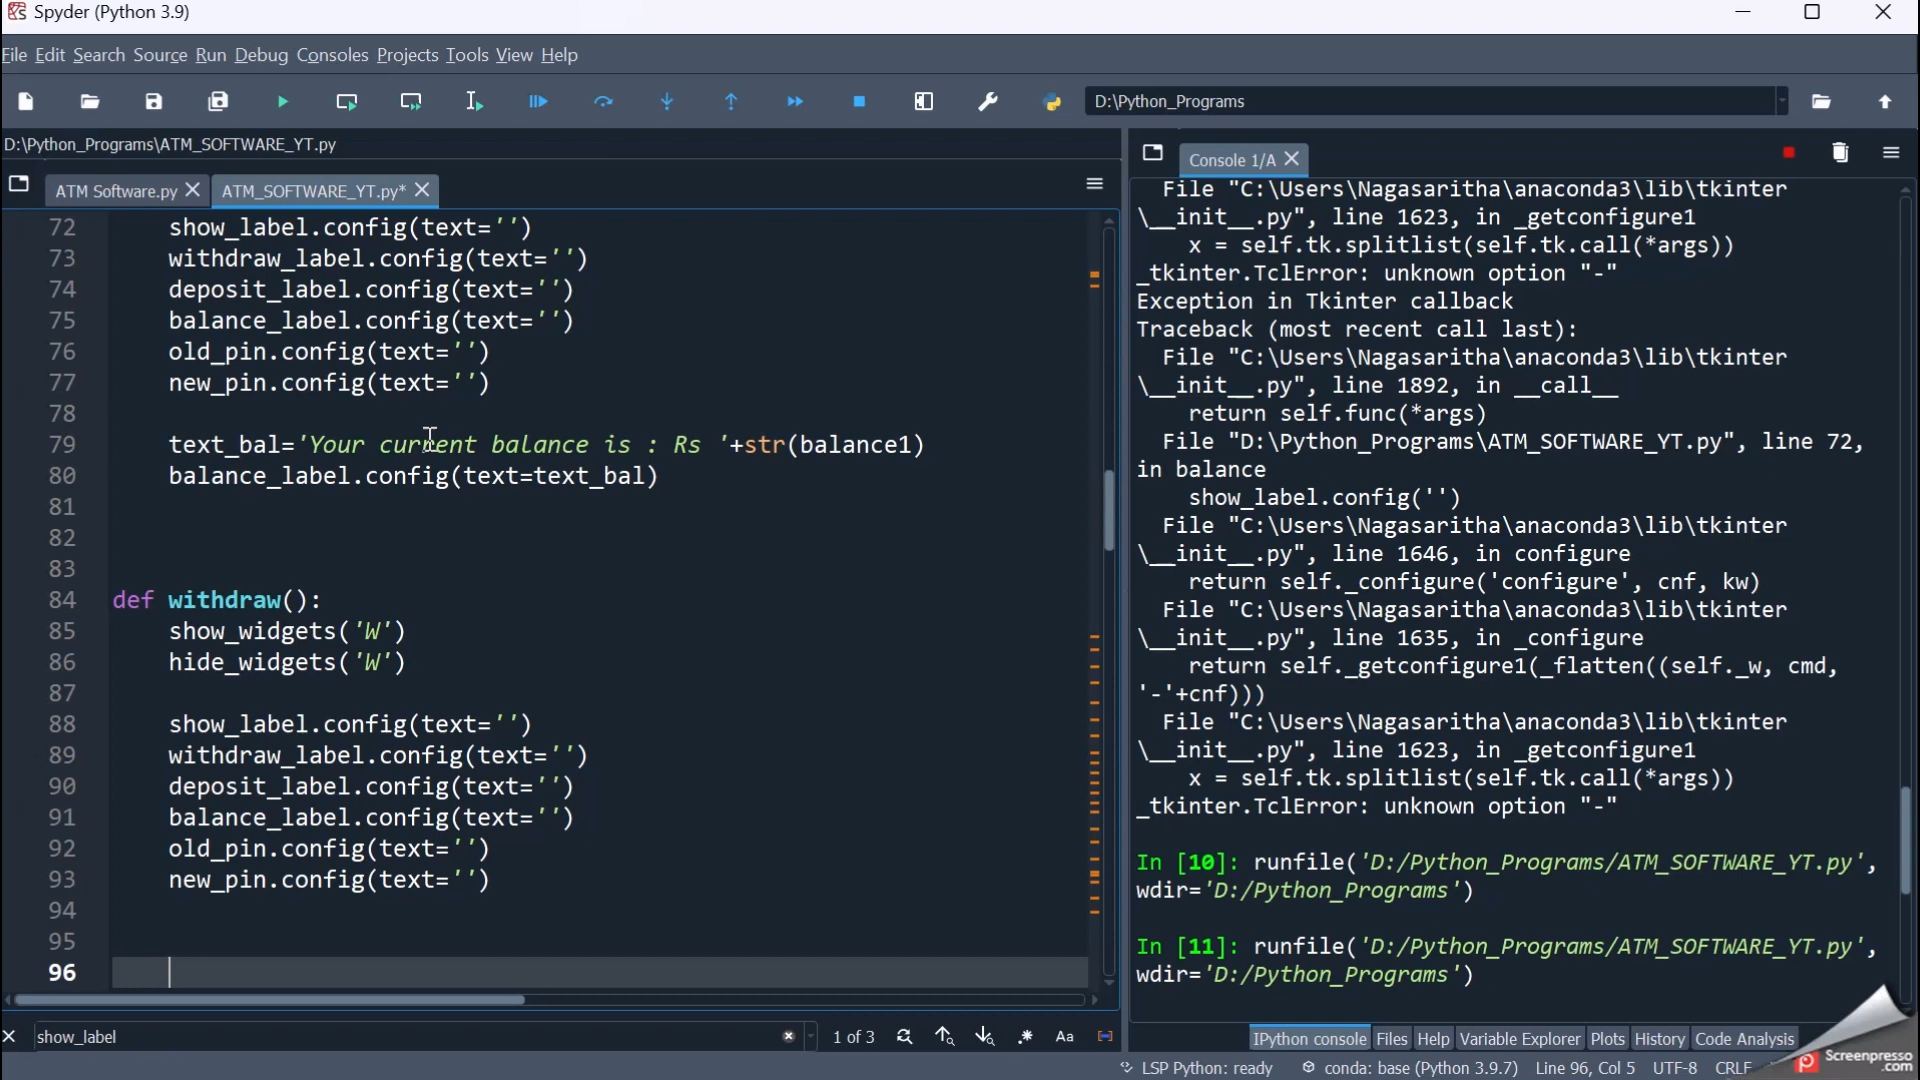 Spyder (Python 3.9)
File Edit Search Source Run Debug Consoles Projects Tools View Help
D:\Python_Programs
D:\Python_Programs\ATM_SOFTWARE_YT.py
ATM Software.py
ATM_SOFTWARE_YT.py*
72 show_label.config(text='')
73 withdraw_label.config(text='')
74 deposit_label.config(text='')
75 balance_label.config(text='')
76 old_pin.config(text='')
77 new_pin.config(text='')
78
79 text_bal='Your current balance is : Rs '+str(balance1)
80 balance_label.config(text=text_bal)
81
82
83
84 def withdraw():
85 show_widgets('W')
86 hide_widgets('W')
87
88 show_label.config(text='')
89 withdraw_label.config(text='')
90 deposit_label.config(text='')
91 balance_label.config(text='')
92 old_pin.config(text='')
93 new_pin.config(text='')
94
95
96
show_label
1 of 3
Aa
Console 1/A
File "C:\Users\Nagasaritha\anaconda3\lib\tkinter
\__init__.py", line 1623, in _getconfigure1
x = self.tk.splitlist(self.tk.call(*args))
_tkinter.TclError: unknown option "-"
Exception in Tkinter callback
Traceback (most recent call last):
File "C:\Users\Nagasaritha\anaconda3\lib\tkinter
\__init__.py", line 1892, in __call__
return self.func(*args)
File "D:\Python_Programs\ATM_SOFTWARE_YT.py", line 72,
in balance
show_label.config('')
File "C:\Users\Nagasaritha\anaconda3\lib\tkinter
\__init__.py", line 1646, in configure
return self._configure('configure', cnf, kw)
File "C:\Users\Nagasaritha\anaconda3\lib\tkinter
\__init__.py", line 1635, in _configure
return self._getconfigure1(_flatten((self._w, cmd,
'-'+cnf)))
File "C:\Users\Nagasaritha\anaconda3\lib\tkinter
\__init__.py", line 1623, in _getconfigure1
x = self.tk.splitlist(self.tk.call(*args))
_tkinter.TclError: unknown option "-"
In [10]: runfile('D:/Python_Programs/ATM_SOFTWARE_YT.py',
wdir='D:/Python_Programs')
In [11]: runfile('D:/Python_Programs/ATM_SOFTWARE_YT.py',
wdir='D:/Python_Programs')
IPython console Files Help Variable Explorer Plots History Code Analysis
LSP Python: ready conda: base (Python 3.9.7) Line 96, Col 5 UTF-8 CRLF
Screenpresso
.com